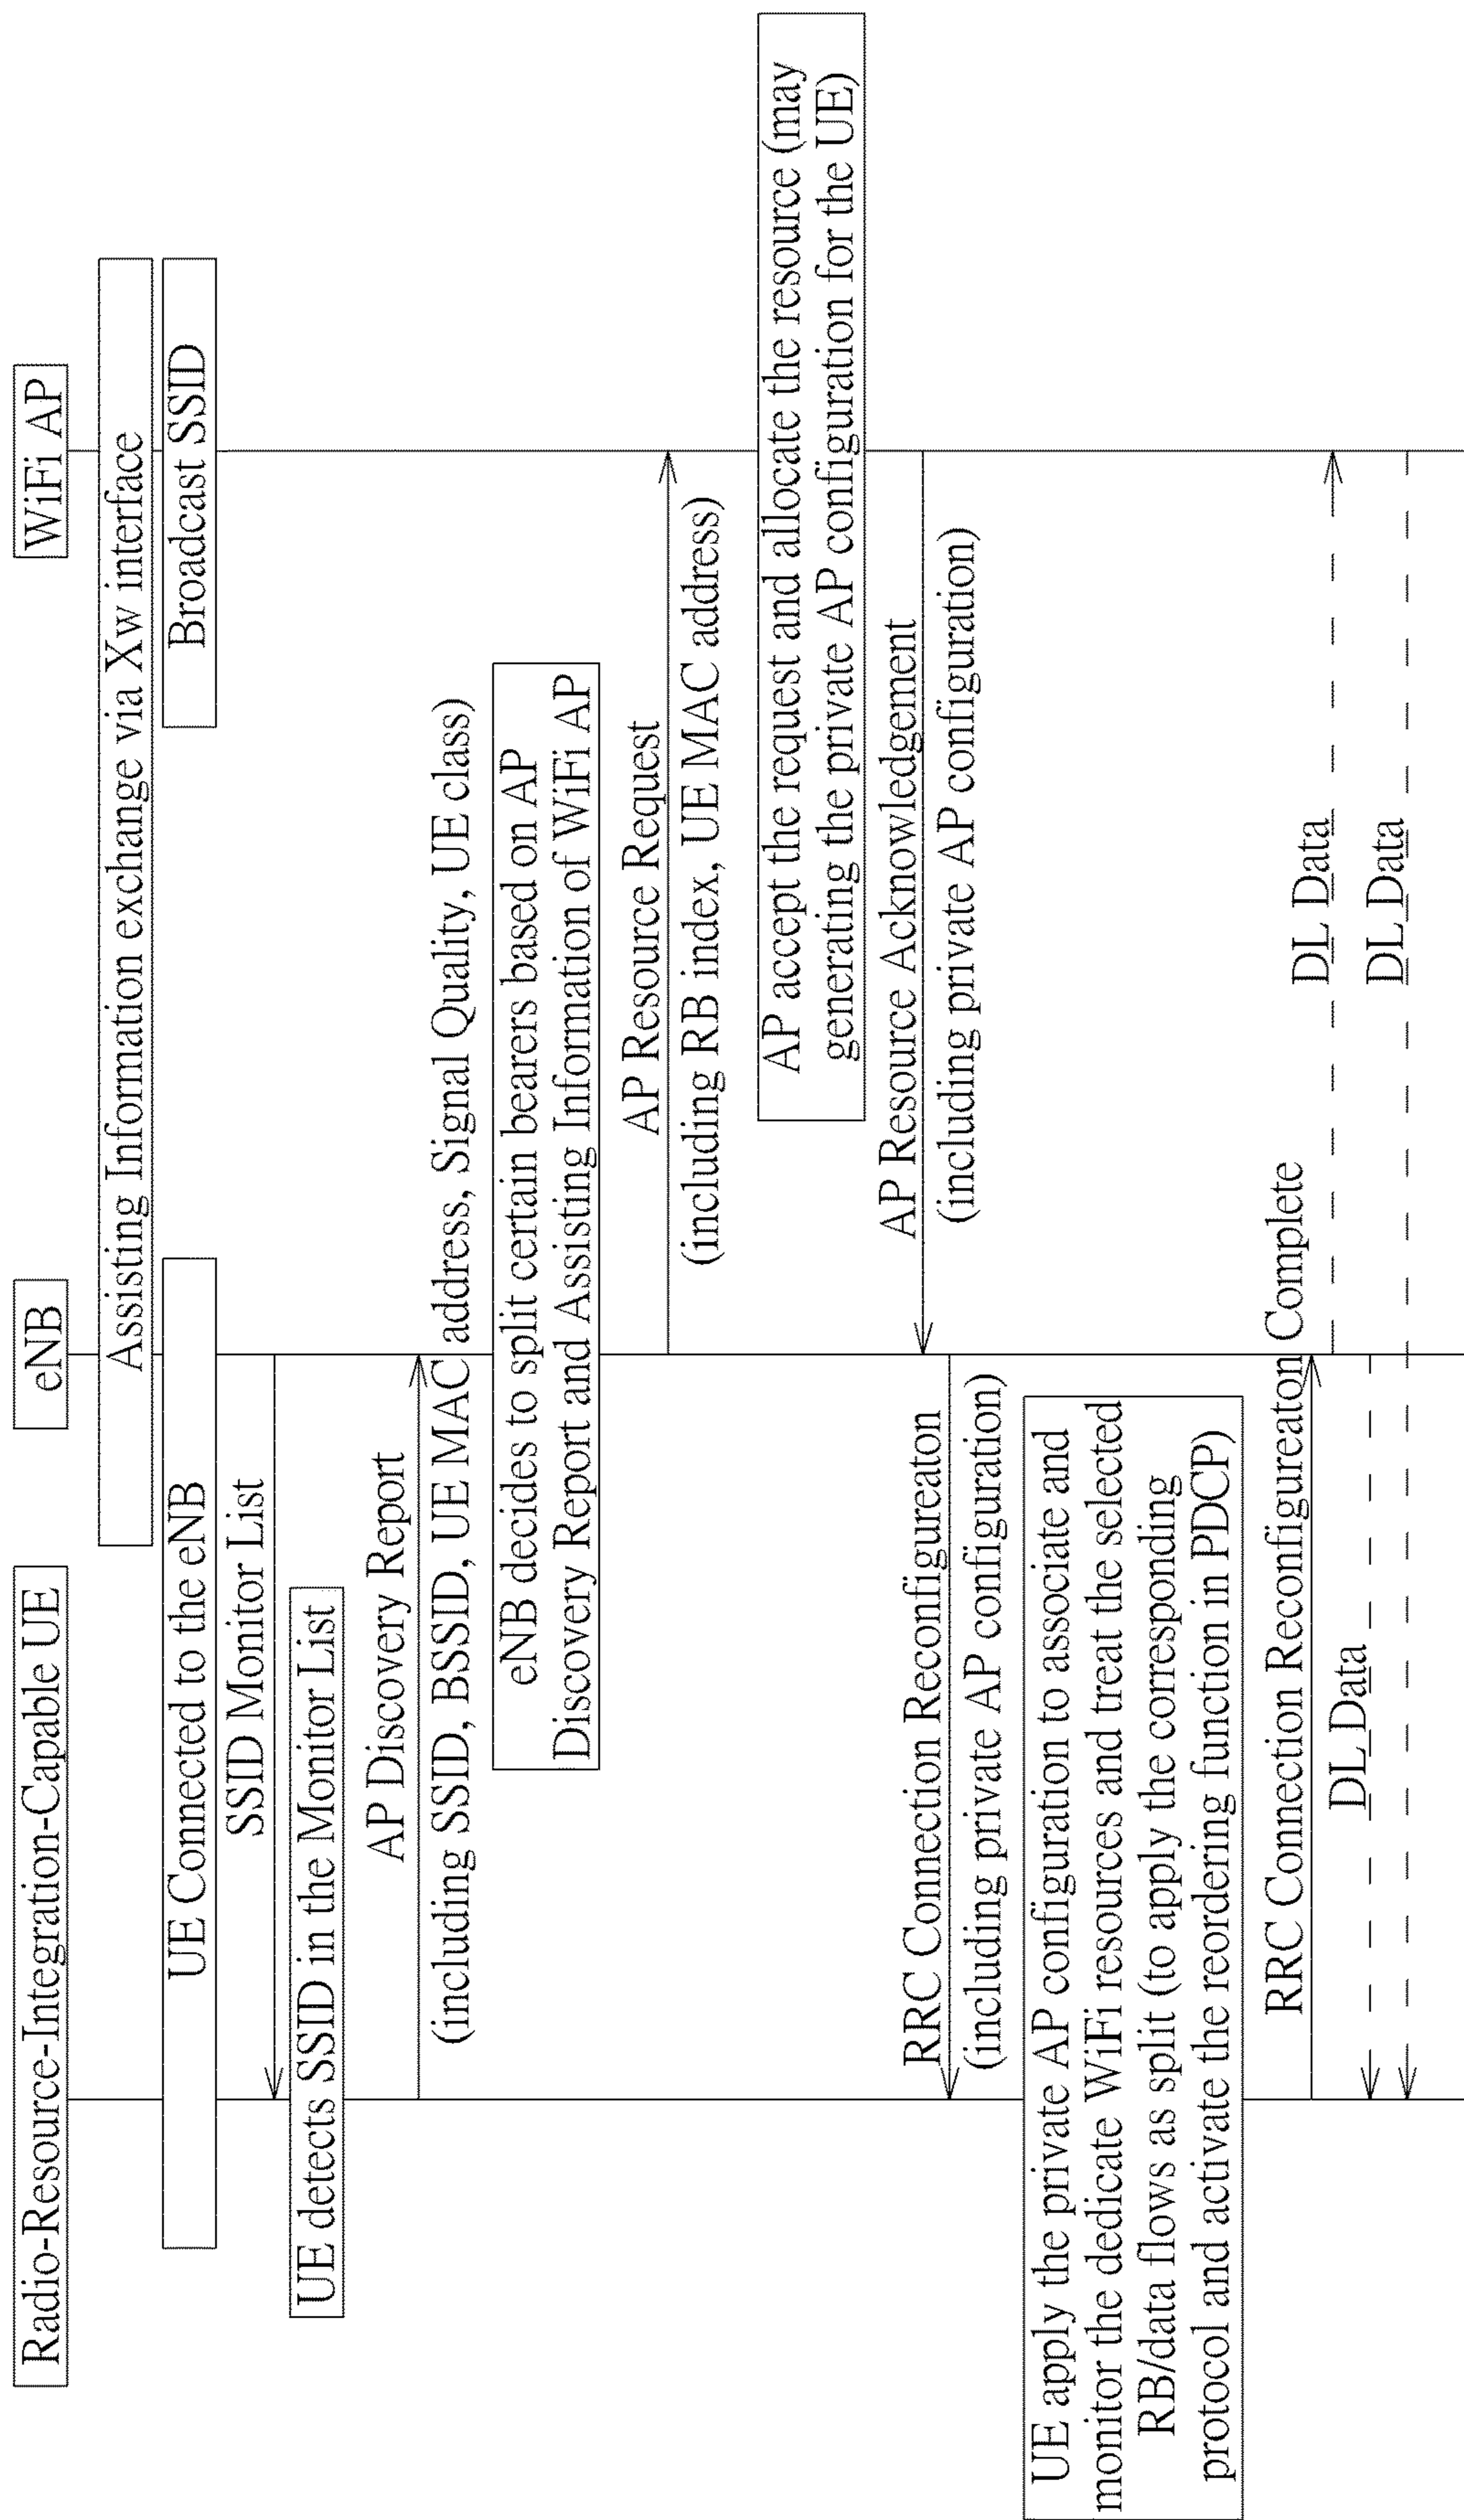 Radio-Resource-Integration-Capable UE
eNB
WiFi AP
Assisting Information exchange via Xw interface
UE Connected to the eNB
Broadcast SSID
SSID Monitor List
UE detects SSID in the Monitor List
AP Discovery Report
(including SSID, BSSID, UE MAC address, Signal Quality, UE class)
eNB decides to split certain bearers based on AP
Discovery Report and Assisting Information of WiFi AP
AP Resource Request
(including RB index, UE MAC address)
AP accept the request and allocate the resource (may
generating the private AP configuration for the UE)
AP Resource Acknowledgement
(including private AP configuration)
RRC Connection Reconfigureaton
(including private AP configuration)
UE apply the private AP configuration to associate and
monitor the dedicate WiFi resources and treat the selected
RB/data flows as split (to apply the corresponding
protocol and activate the reordering function in PDCP)
RRC Connection Reconfigureaton Complete
DL Data
DL Data
DL Data